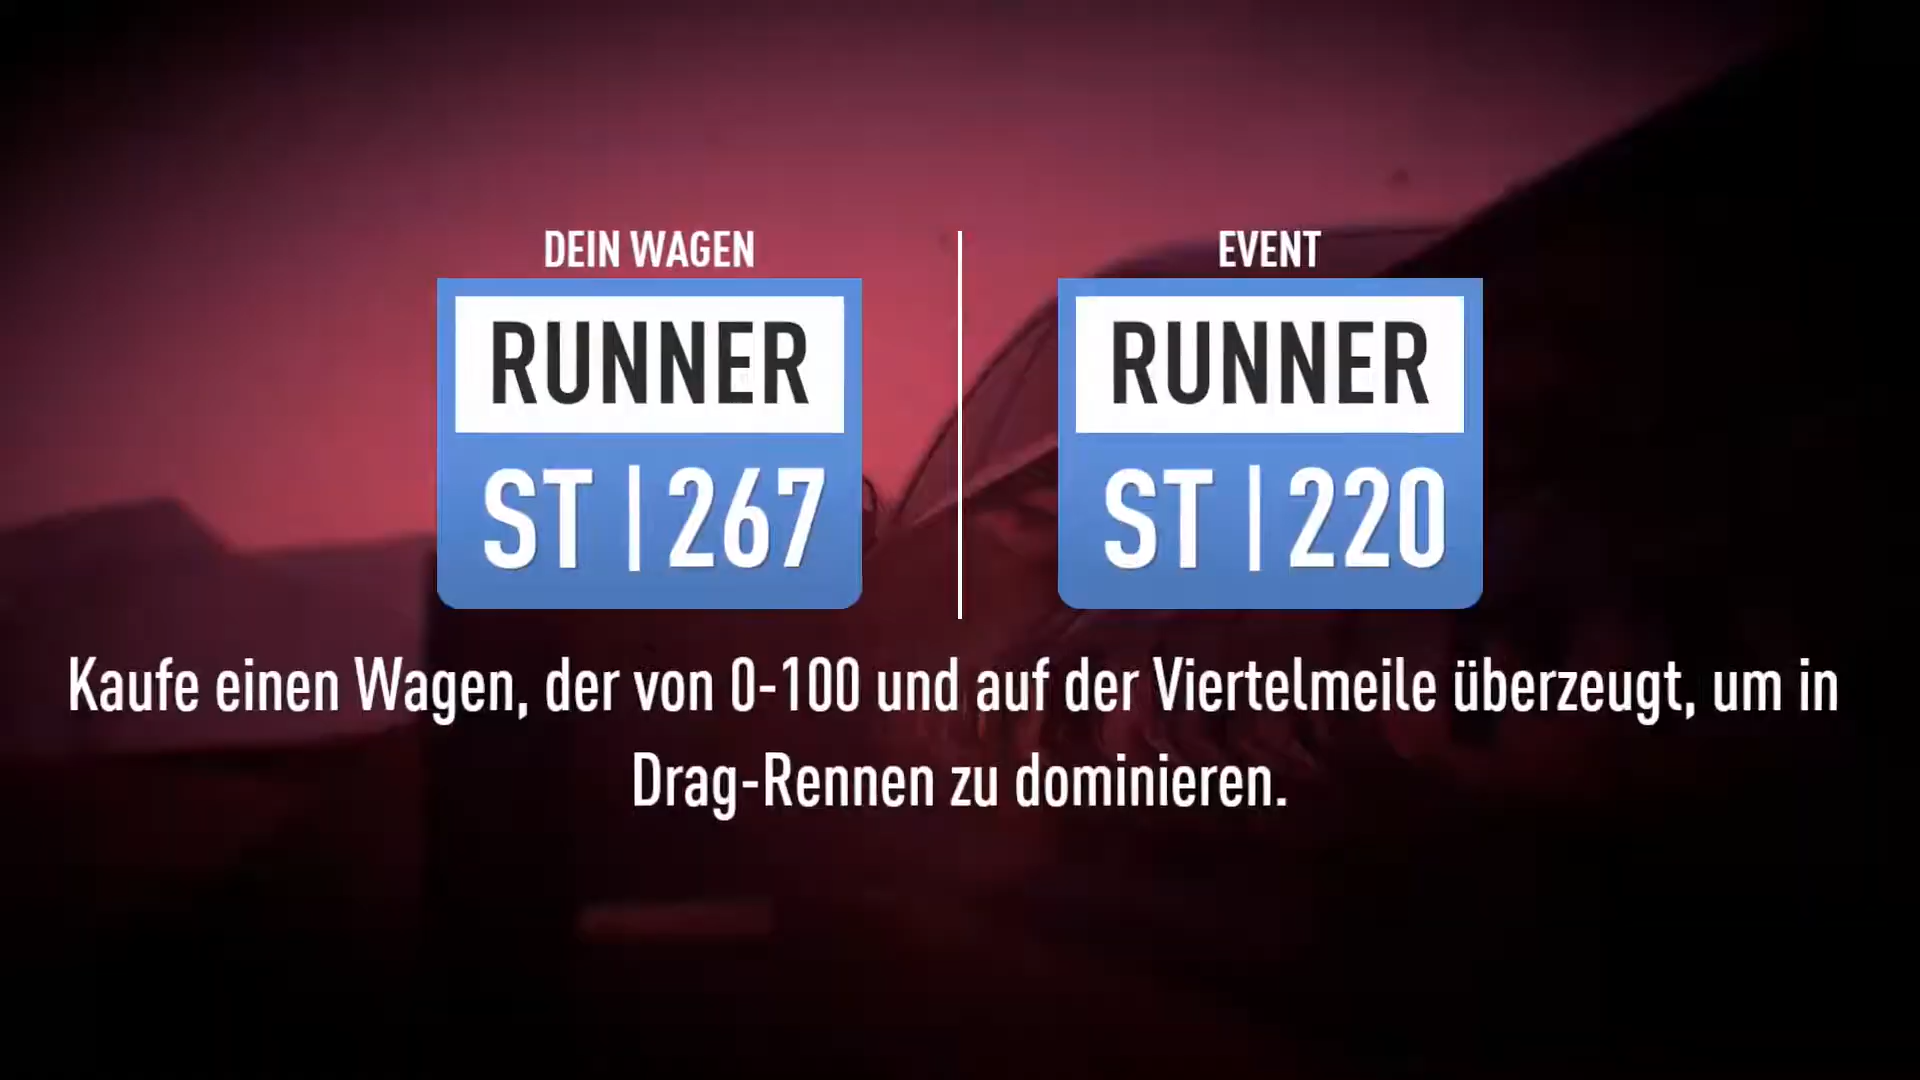 DEIN WAGEN
RUNNER
ST | 267
EVENT
RUNNER
ST | 220
Kaufe einen Wagen, der von 0-100 und auf der Viertelmeile überzeugt, um in
Drag-Rennen zu dominieren.